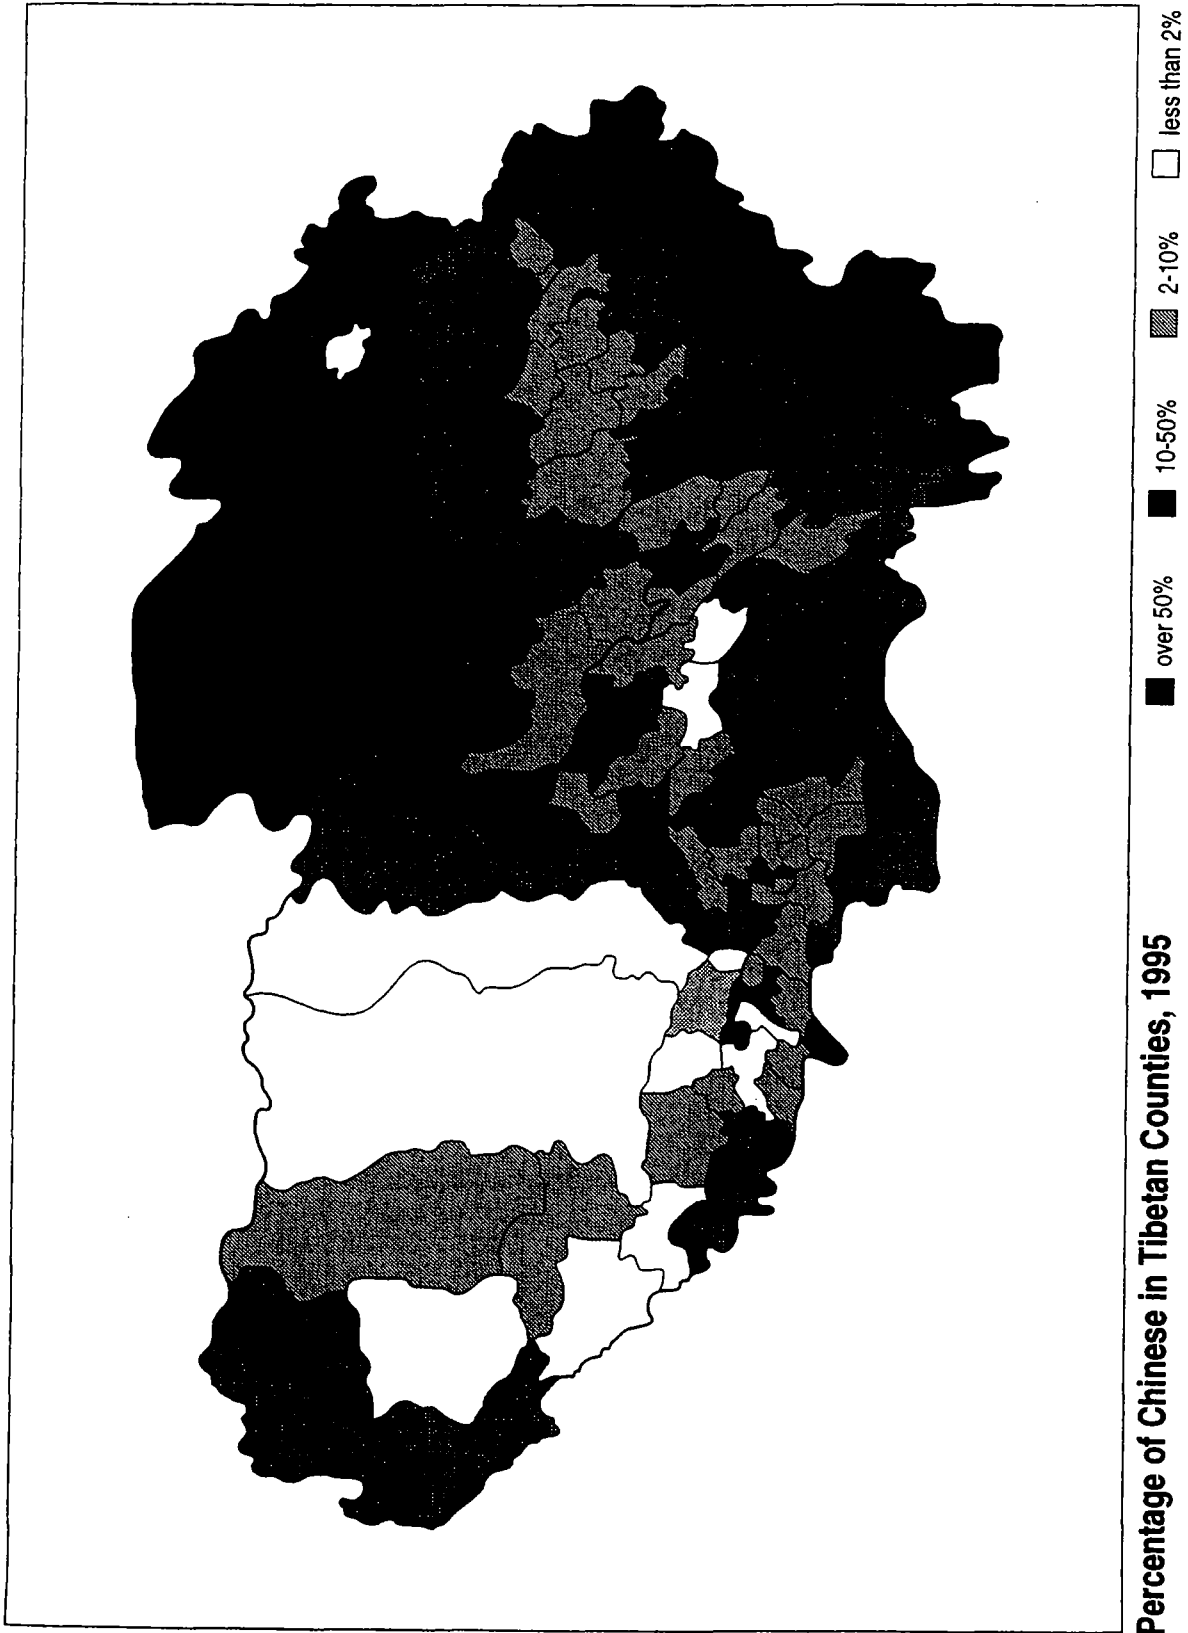 Percentage of Chinese in Tibetan Counties, 1995
over 50%
10-50%
2-10%
less than 2%